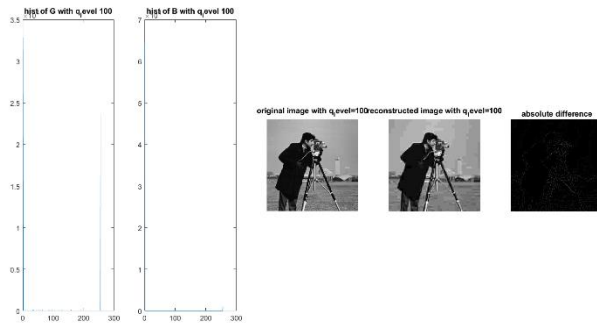 hist of G with qlevel 100
hist of B with qlevel 100
3.5
3
2.5
2
1.5
1
0.5
0
0 100 200 300
7
6
5
4
3
2
1
0
0 100 200 300
original image with qlevel=100
reconstructed image with qlevel=100
absolute difference